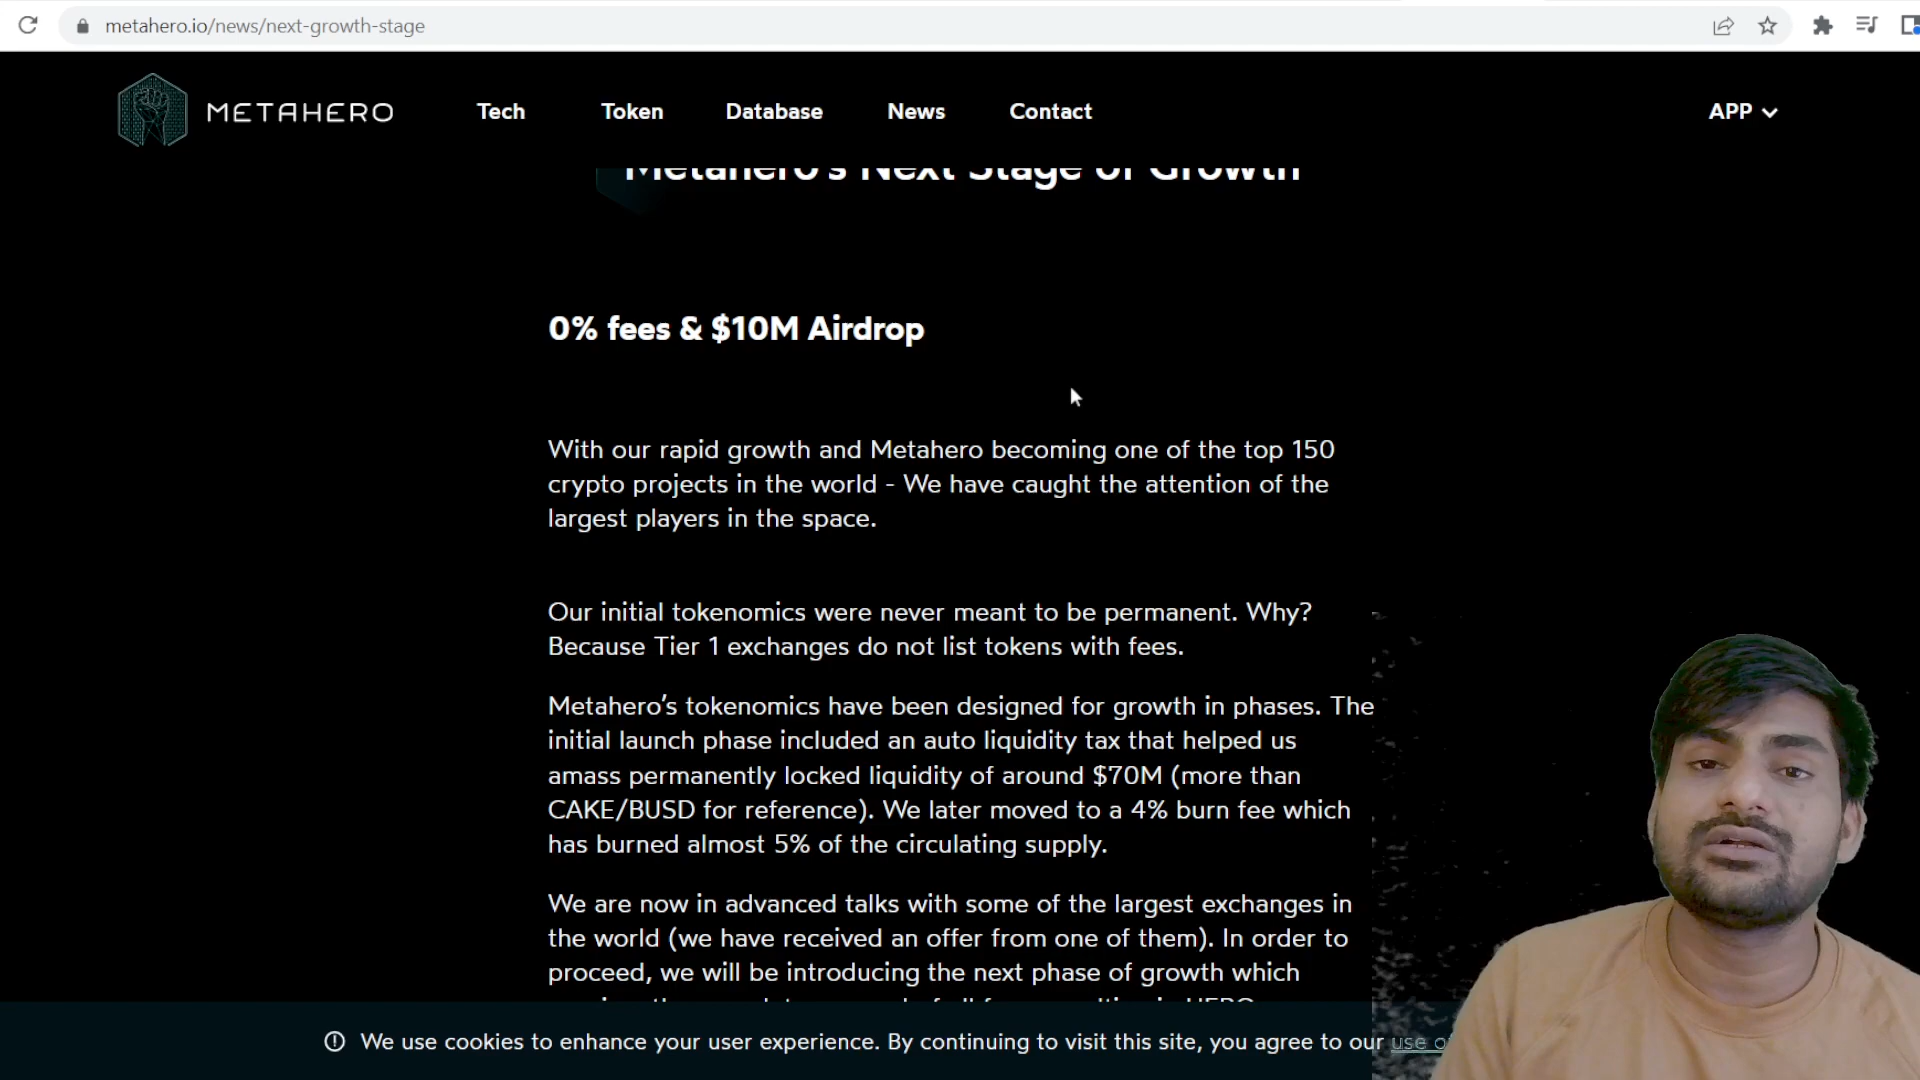 metahero.io/news/next-growth-stage
METAHERO
Tech
Token
Database
News
Contact
APP
Metahero's Next Stage of Growth
0% fees & $10M Airdrop
With our rapid growth and Metahero becoming one of the top 150
crypto projects in the world - We have caught the attention of the
largest players in the space.
Our initial tokenomics were never meant to be permanent. Why?
Because Tier 1 exchanges do not list tokens with fees.
Metahero’s tokenomics have been designed for growth in phases. The
initial launch phase included an auto liquidity tax that helped us
amass permanently locked liquidity of around $70M (more than
CAKE/BUSD for reference). We later moved to a 4% burn fee which
has burned almost 5% of the circulating supply.
We are now in advanced talks with some of the largest exchanges in
the world (we have received an offer from one of them). In order to
proceed, we will be introducing the next phase of growth which
We use cookies to enhance your user experience. By continuing to visit this site, you agree to our use